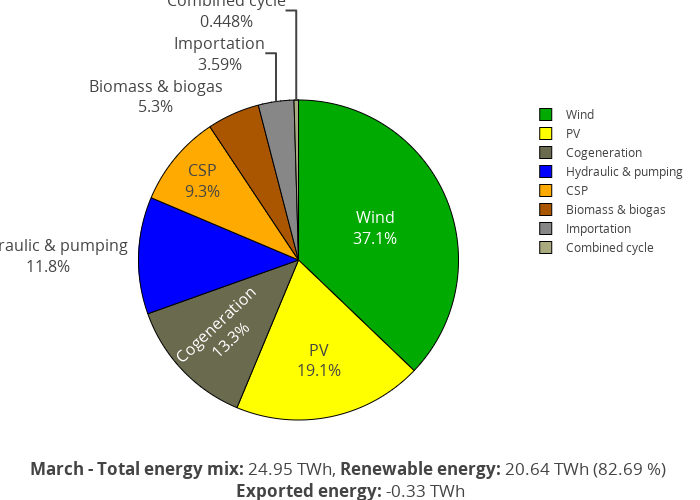 Combined cycle
0.448%
Importation
3.59%
Biomass & biogas
5.3%
CSP
9.3%
raulic & pumping
11.8%
Cogeneration
13.3%
PV
19.1%
Wind
37.1%
Wind
PV
Cogeneration
Hydraulic & pumping
CSP
Biomass & biogas
Importation
Combined cycle
March - Total energy mix: 24.95 TWh, Renewable energy: 20.64 TWh (82.69 %)
Exported energy: -0.33 TWh